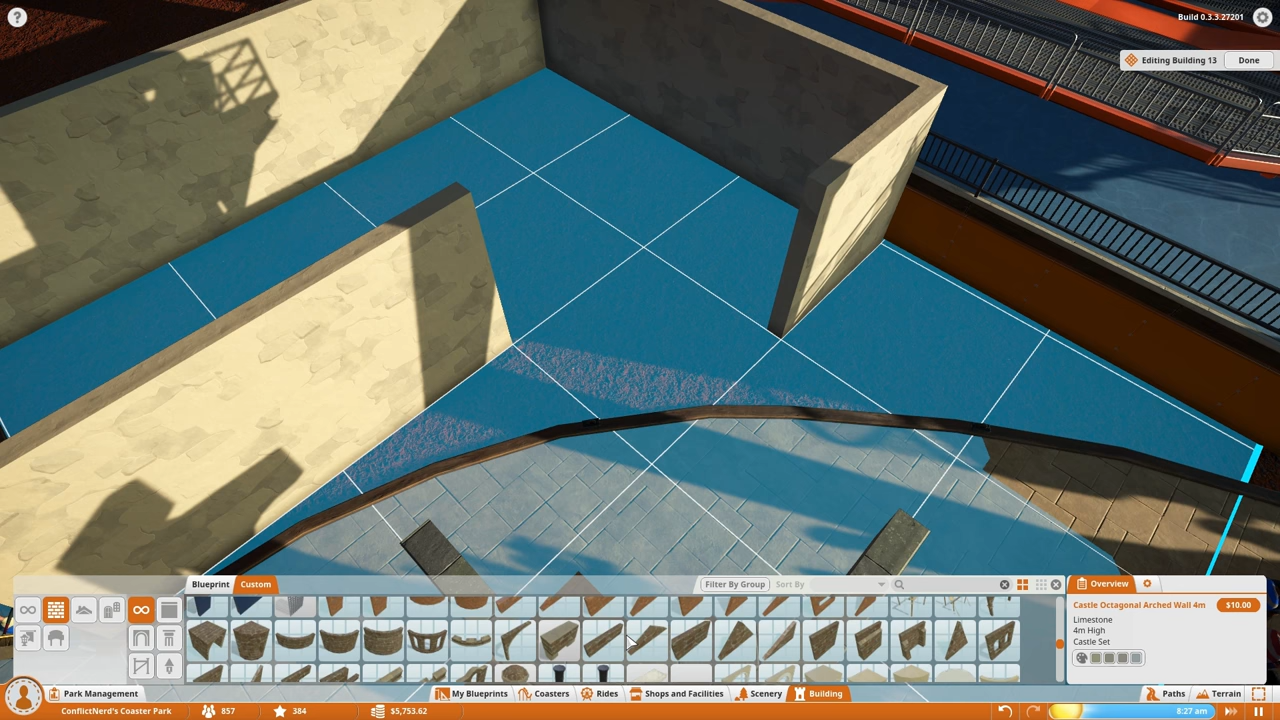 ?
Build 0.3.3.27201
Editing Building 13
Done
Blueprint
Custom
Filter By Group
Sort By
Overview
Castle Octagonal Arched Wall 4m
$10.00
Limestone
4m High
Castle Set
Park Management
My Blueprints
Coasters
Rides
Shops and Facilities
Scenery
Building
Paths
Terrain
ConflictNerd's Coaster Park
857
384
$5,753.62
8:27 am